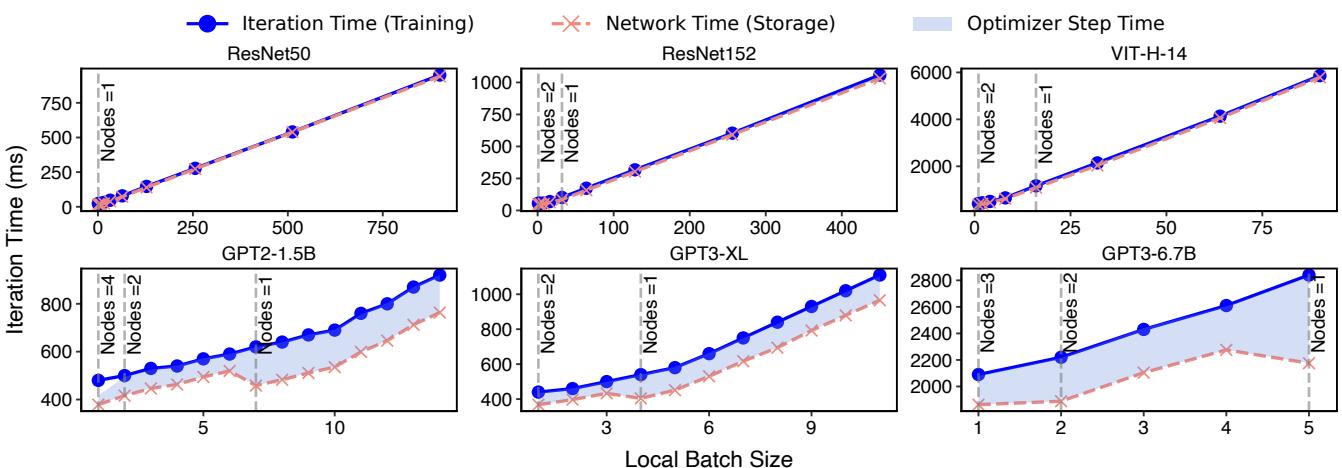 Iteration Time (Training) Network Time (Storage) Optimizer Step Time
ResNet50 ResNet152 VIT-H-14
Iteration Time (ms)
750
500
250
0
0 250 500 750
Nodes =1
1000
750
500
250
0
0 100 200 300 400
Nodes =2
Nodes =1
6000
4000
2000
25 50 75
Nodes =2
Nodes =1
GPT2-1.5B GPT3-XL GPT3-6.7B
800
600
400
5 10
Nodes =4
Nodes =2
Nodes =1
1000
800
600
400
3 6 9
Nodes =2
Nodes =1
2800
2600
2400
2200
2000
1 2 3 4 5
Nodes =3
Nodes =2
Nodes =1
Local Batch Size